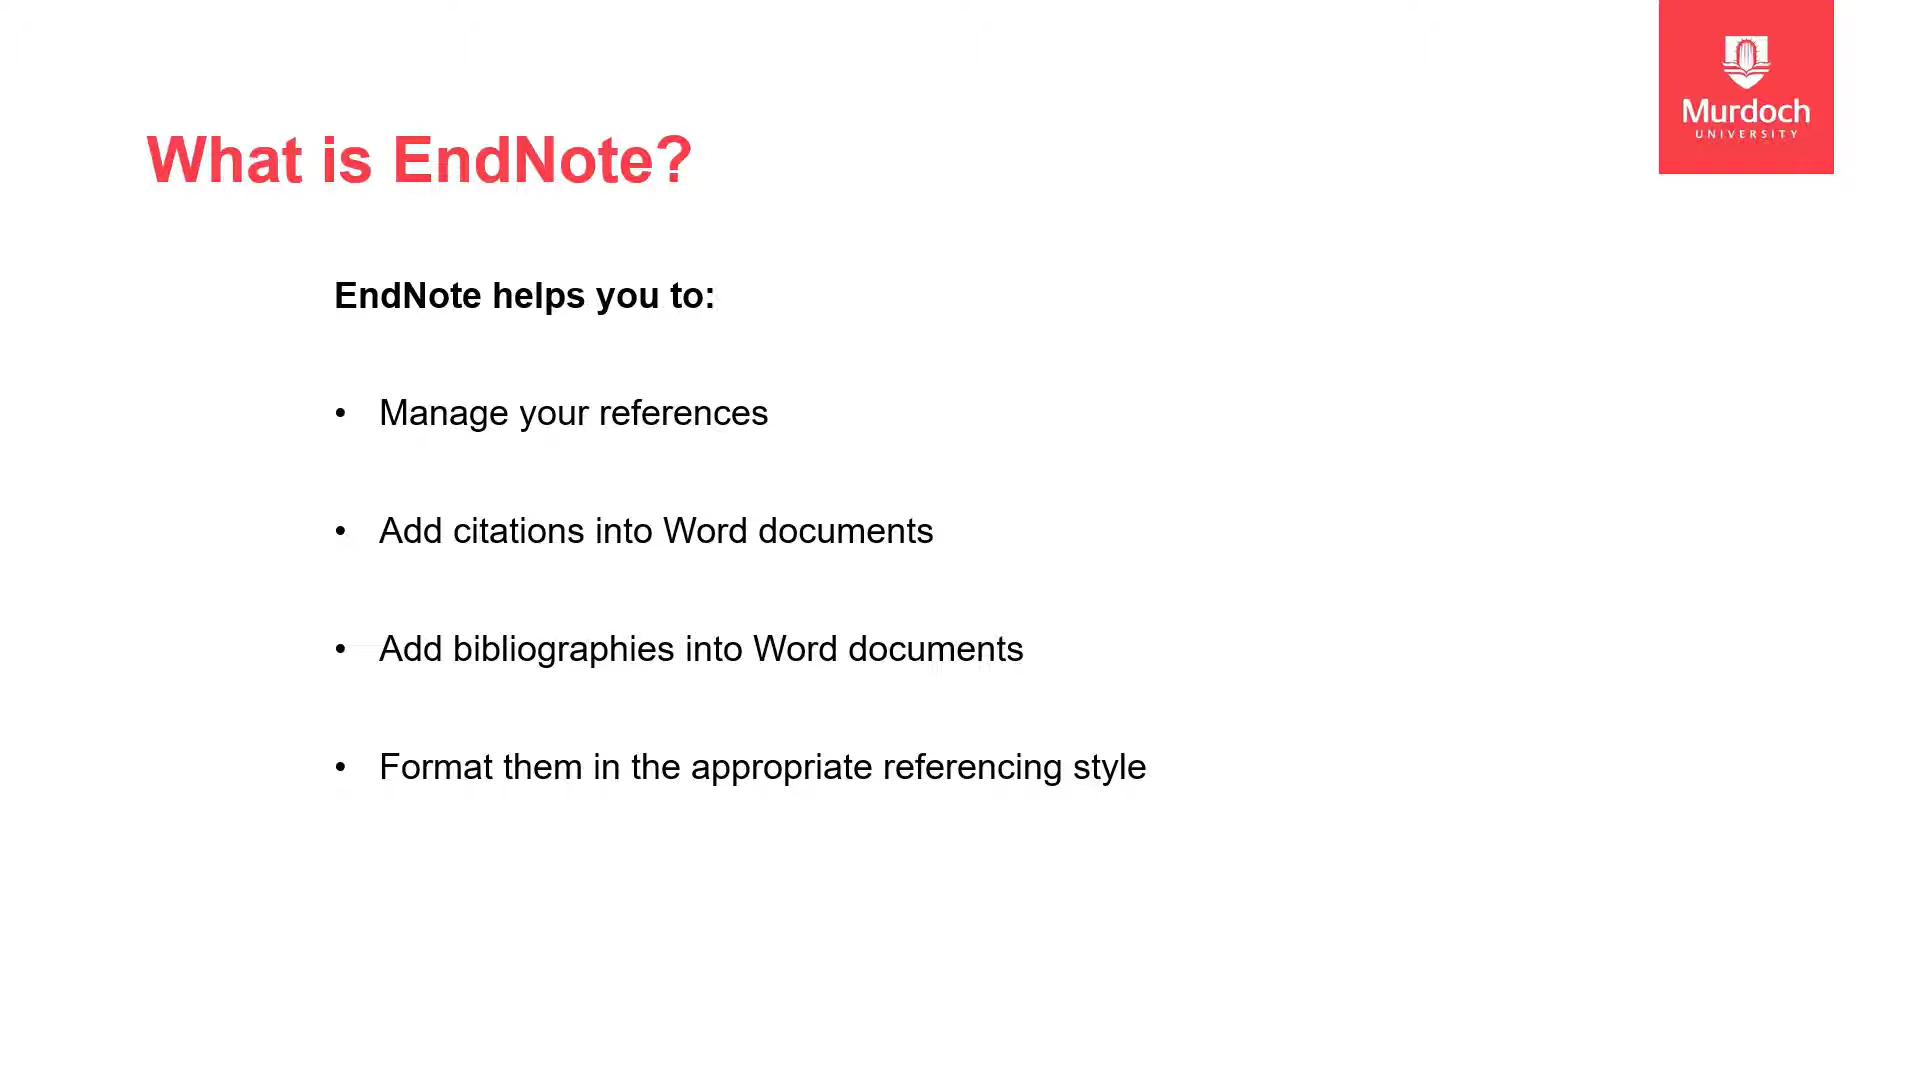 Murdoch
UNIVERSITY
What is EndNote?
EndNote helps you to:
• Manage your references
• Add citations into Word documents
• Add bibliographies into Word documents
• Format them in the appropriate referencing style